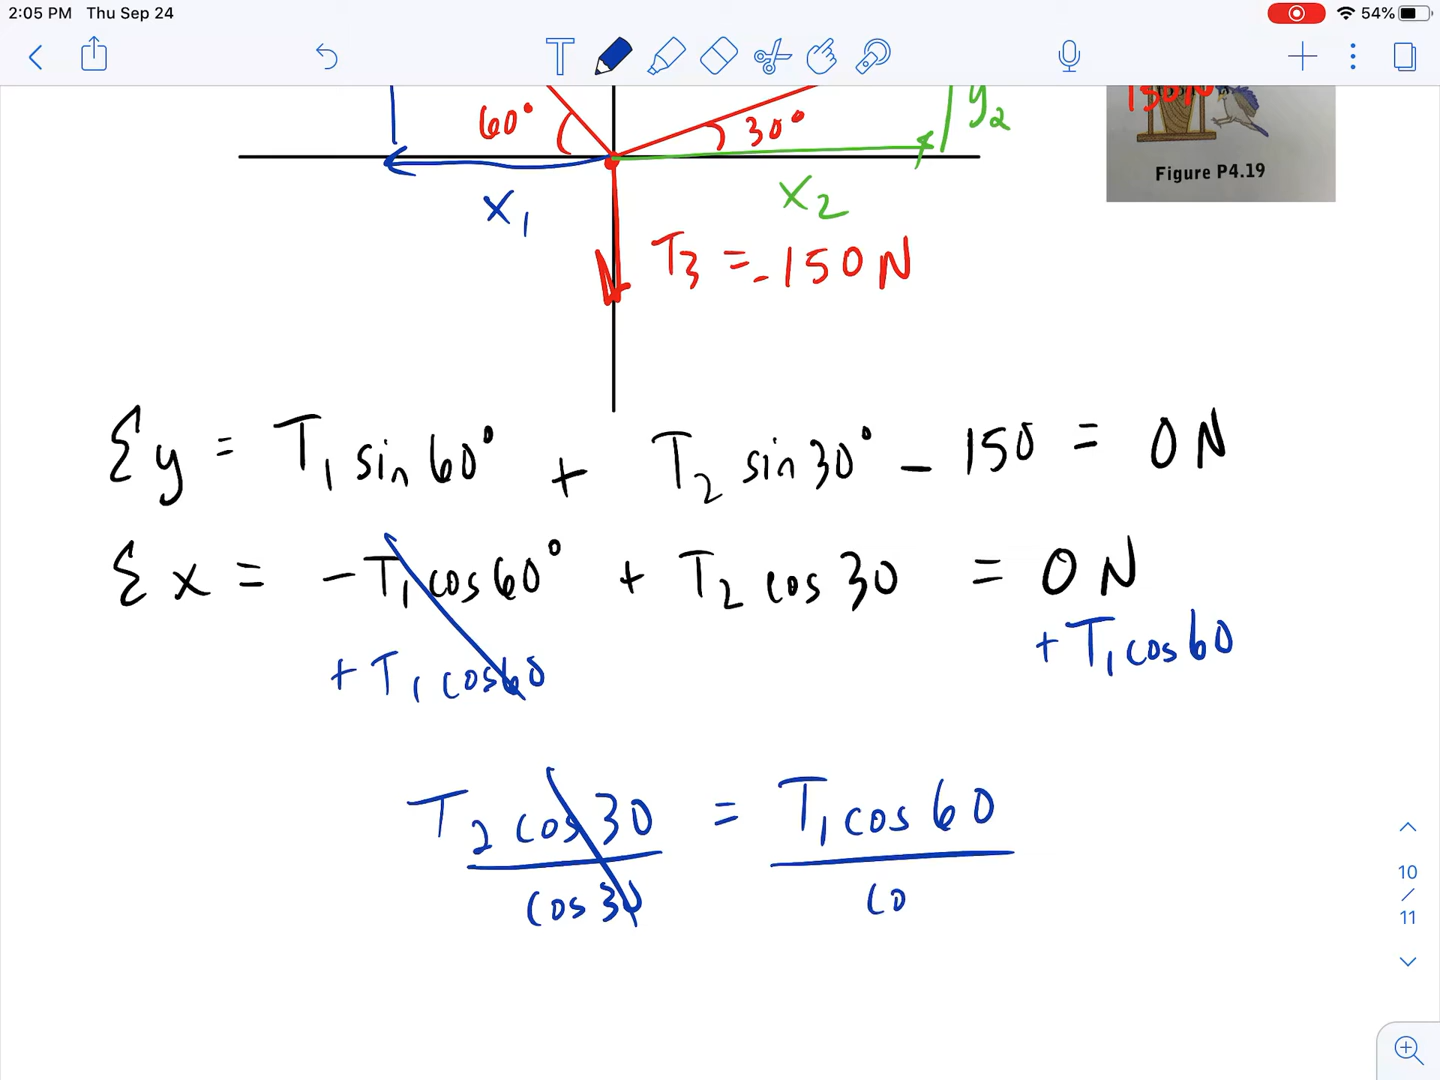 2:05 PM Thu Sep 24
54%
T
60°
30°
y2
150N
Figure P4.19
x1
x2
T3 = -150 N
Σy = T1 sin 60° + T2 sin 30° - 150 = 0 N
Σx = -T1 cos 60° + T2 cos 30 = 0 N
+ T1 cos 60 + T1 cos 60
T2 cos 30 = T1 cos 60
cos 30 co
10
/
11